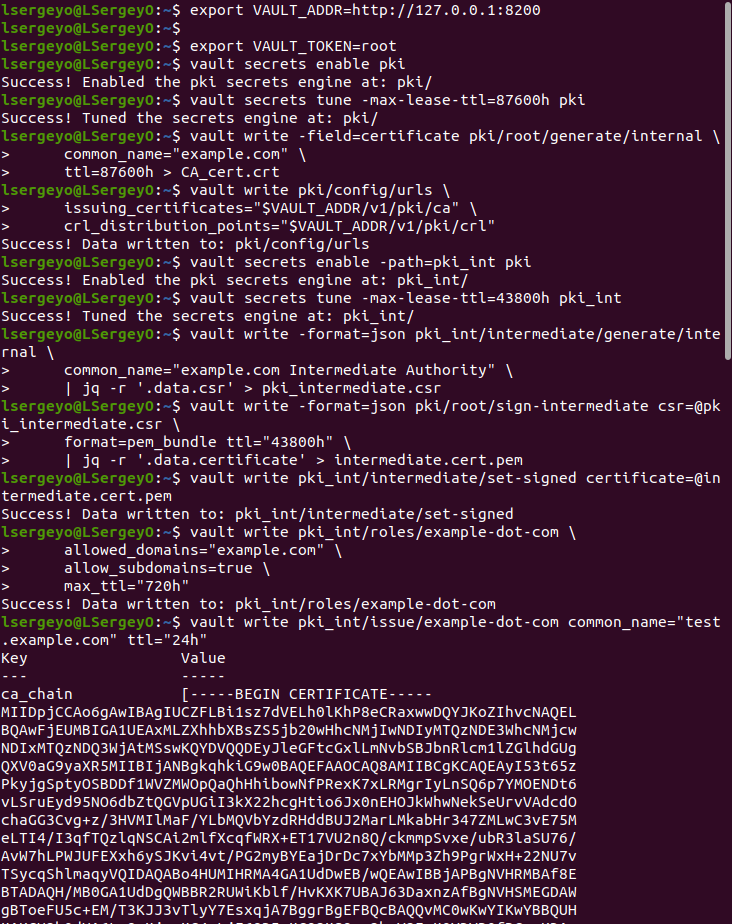 lsergeyo@LSergeyO:~$ export VAULT_ADDR=http://127.0.0.1:8200
lsergeyo@LSergeyO:~$
lsergeyo@LSergeyO:~$ export VAULT_TOKEN=root
lsergeyo@LSergeyO:~$ vault secrets enable pki
Success! Enabled the pki secrets engine at: pki/
lsergeyo@LSergeyO:~$ vault secrets tune -max-lease-ttl=87600h pki
Success! Tuned the secrets engine at: pki/
lsergeyo@LSergeyO:~$ vault write -field=certificate pki/root/generate/internal \
>      common_name="example.com" \
>      ttl=87600h > CA_cert.crt
lsergeyo@LSergeyO:~$ vault write pki/config/urls \
>      issuing_certificates="$VAULT_ADDR/v1/pki/ca" \
>      crl_distribution_points="$VAULT_ADDR/v1/pki/crl"
Success! Data written to: pki/config/urls
lsergeyo@LSergeyO:~$ vault secrets enable -path=pki_int pki
Success! Enabled the pki secrets engine at: pki_int/
lsergeyo@LSergeyO:~$ vault secrets tune -max-lease-ttl=43800h pki_int
Success! Tuned the secrets engine at: pki_int/
lsergeyo@LSergeyO:~$ vault write -format=json pki_int/intermediate/generate/inte
rnal \
>      common_name="example.com Intermediate Authority" \
>      | jq -r '.data.csr' > pki_intermediate.csr
lsergeyo@LSergeyO:~$ vault write -format=json pki/root/sign-intermediate csr=@pk
i_intermediate.csr \
>      format=pem_bundle ttl="43800h" \
>      | jq -r '.data.certificate' > intermediate.cert.pem
lsergeyo@LSergeyO:~$ vault write pki_int/intermediate/set-signed certificate=@in
termediate.cert.pem
Success! Data written to: pki_int/intermediate/set-signed
lsergeyo@LSergeyO:~$ vault write pki_int/roles/example-dot-com \
>      allowed_domains="example.com" \
>      allow_subdomains=true \
>      max_ttl="720h"
Success! Data written to: pki_int/roles/example-dot-com
lsergeyo@LSergeyO:~$ vault write pki_int/issue/example-dot-com common_name="test
.example.com" ttl="24h"
Key                 Value
---                 -----
ca_chain            [-----BEGIN CERTIFICATE-----
MIIDpjCCAo6gAwIBAgIUCZFLBi1sz7dVELh0lKhP8eCRaxwwDQYJKoZIhvcNAQEL
BQAwFjEUMBIGA1UEAxMLZXhhbXBsZS5jb20wHhcNMjIwNDIyMTQzNDE3WhcNMjcw
NDIxMTQzNDQ3WjAtMSswKQYDVQQDEyJleGFtcGxlLmNvbSBJbnRlcm1lZGlhdGUg
QXV0aG9yaXR5MIIBIjANBgkqhkiG9w0BAQEFAAOCAQ8AMIIBCgKCAQEAyI53t65z
PkyjgSptyOSBDDf1WVZMWOpQaQhHhibowNfPRexK7xLRMgrIyLnSQ6p7YMOENDt6
vLSruEyd95NO6dbZtQGVpUGiI3kX22hcgHtio6Jx0nEHOJkWhwNekSeUrvVAdcdO
chaGG3Cvg+z/3HVMIlMaF/YLbMQVbYzdRHddBUJ2MarLMkabHr347ZMLwC3vE75M
eLTI4/I3qfTQzlqNSCAi2mlfXcqfWRX+ET17VU2n8Q/ckmmpSvxe/ubR3laSU76/
AvW7hLPWJUFEXxh6ySJKvi4vt/PG2myBYEajDrDc7xYbMMp3Zh9PgrWxH+22NU7v
TSycqShlmaqyVQIDAQABo4HUMIHRMA4GA1UdDwEB/wQEAwIBBjAPBgNVHRMBAf8E
BTADAQH/MB0GA1UdDgQWBBR2RUWiKblf/HvKXK7UBAJ63DaxnzAfBgNVHSMEGDAW
gBToeFU5c+EM/T3KJJ3vTlyY7EsxqjA7BggrBgEFBQcBAQQvMC0wKwYIKwYBBQUH